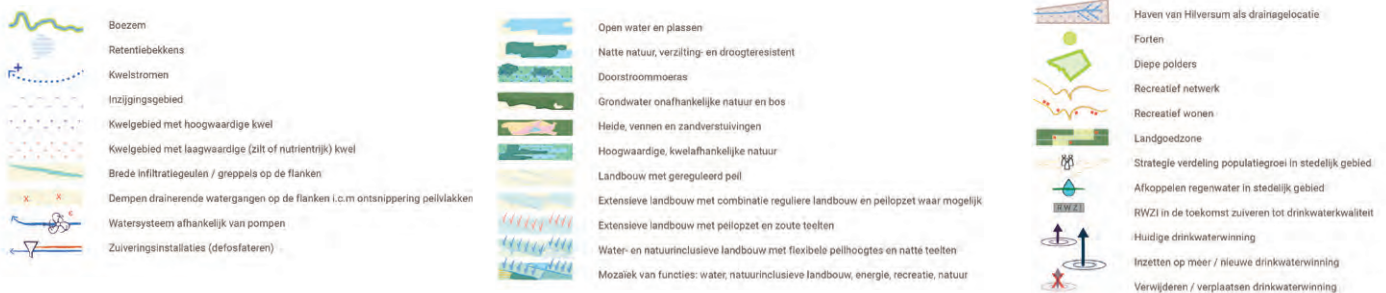 Boezem
Retentiebekkens
Kwelstromen
Inzijgingsgebied
Kwelgebied met hoogwaardige kwel
Kwelgebied met laagwaardige (zilt of nutrientrijk) kwel
Brede infiltratiegeulen / greppels op de flanken
Dempen drainerende watergangen op de flanken i.c.m ontsnippering peilvlakken
Watersysteem afhankelijk van pompen
Zuiveringsinstallaties (defosfateren)
Open water en plassen
Natte natuur, verzilting- en droogteresistent
Doorstroommoeras
Grondwater onafhankelijke natuur en bos
Heide, vennen en zandverstuivingen
Hoogwaardige, kwelafhankelijke natuur
Landbouw met gereguleerd peil
Extensieve landbouw met combinatie reguliere landbouw en peilopzet waar mogelijk
Extensieve landbouw met peilopzet en zoute teelten
Water- en natuurinclusieve landbouw met flexibele peilhoogtes en natte teelten
Mozaïek van functies: water, natuurinclusieve landbouw, energie, recreatie, natuur
Haven van Hilversum als drainagelocatie
Forten
Diepe polders
Recreatief netwerk
Recreatief wonen
Landgoedzone
Strategie verdeling populatiegroei in stedelijk gebied
Afkoppelen regenwater in stedelijk gebied
RWZI RWZI in de toekomst zuiveren tot drinkwaterkwaliteit
Huidige drinkwaterwinning
Inzetten op meer / nieuwe drinkwaterwinning
Verwijderen / verplaatsen drinkwaterwinning